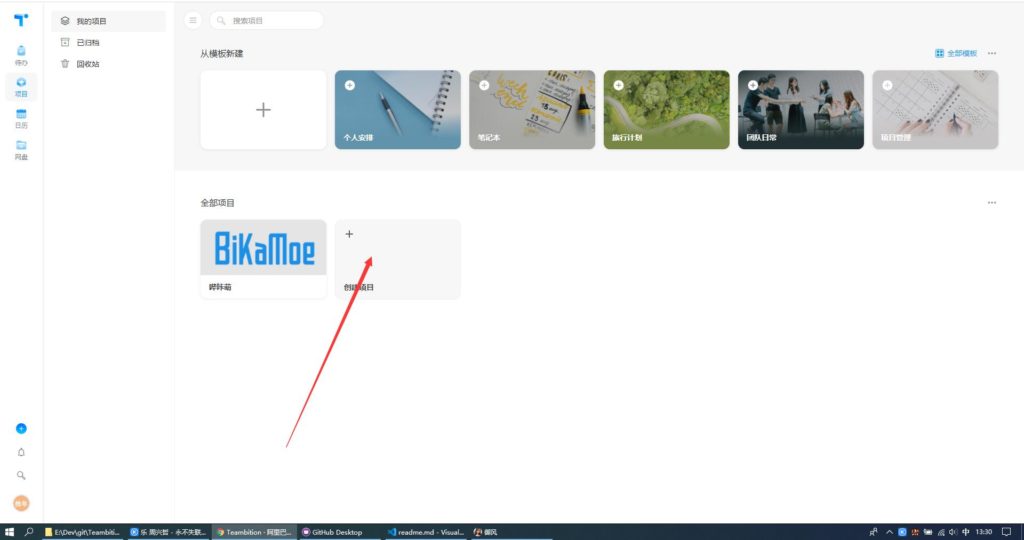 我的项目
已归档
回收站
待办
项目
日历
网盘
搜索项目
从模板新建
全部模板
个人安排
笔记本
旅行计划
团队日常
项目管理
全部项目
BiKaMoe
哔咔萌
创建项目
E:\Dev\git\Teambiti...
乐 周兴哲 - 永不失联...
Teambition - 阿里巴...
GitHub Desktop
readme.md - Visual...
御风
中
13:30